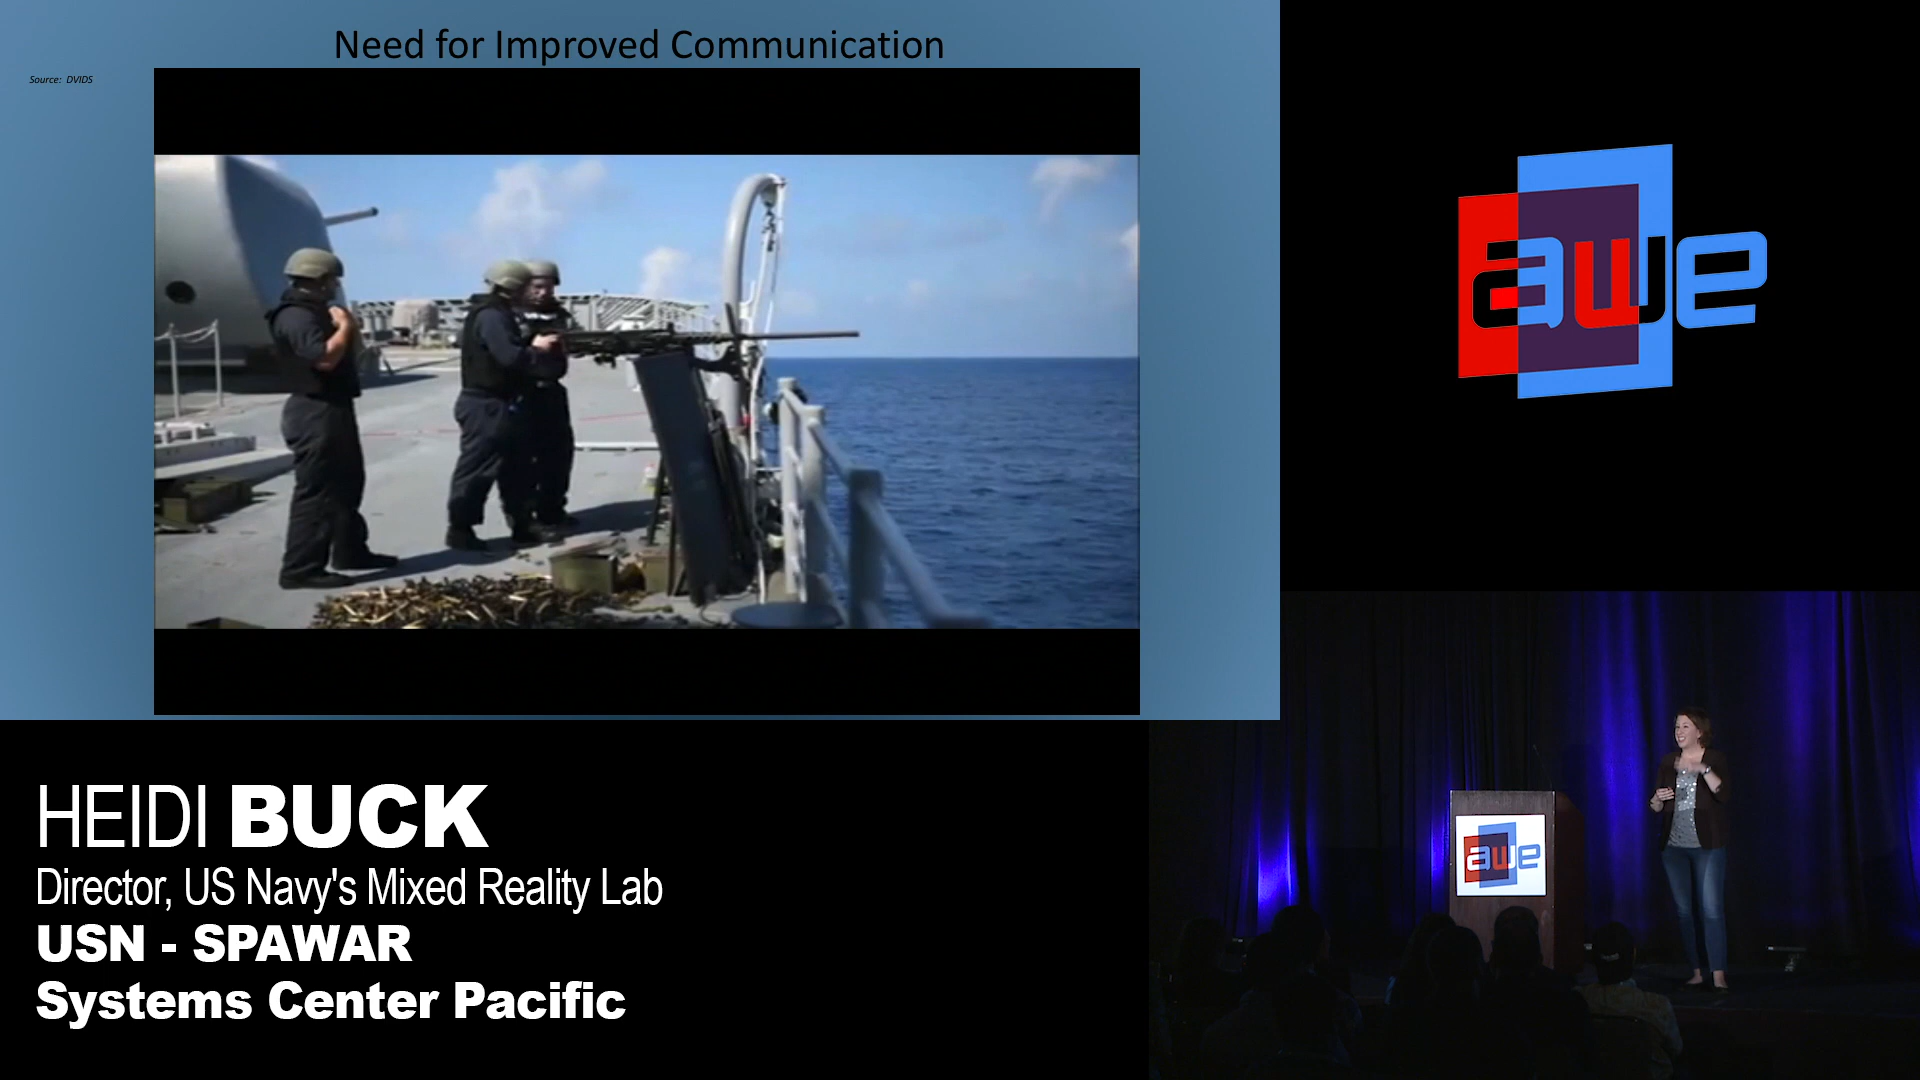 Need for Improved Communication
Source: DVIDS
awe
HEIDI BUCK
Director, US Navy's Mixed Reality Lab
USN - SPAWAR
Systems Center Pacific
awe